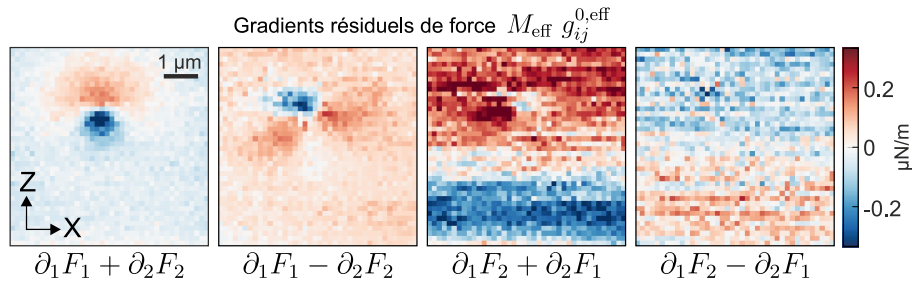 Gradients résiduels de force M_eff g_ij^0,eff
1 µm
Z
X
0.2
0
-0.2
µN/m
∂₁F₁ + ∂₂F₂
∂₁F₁ − ∂₂F₂
∂₁F₂ + ∂₂F₁
∂₁F₂ − ∂₂F₁